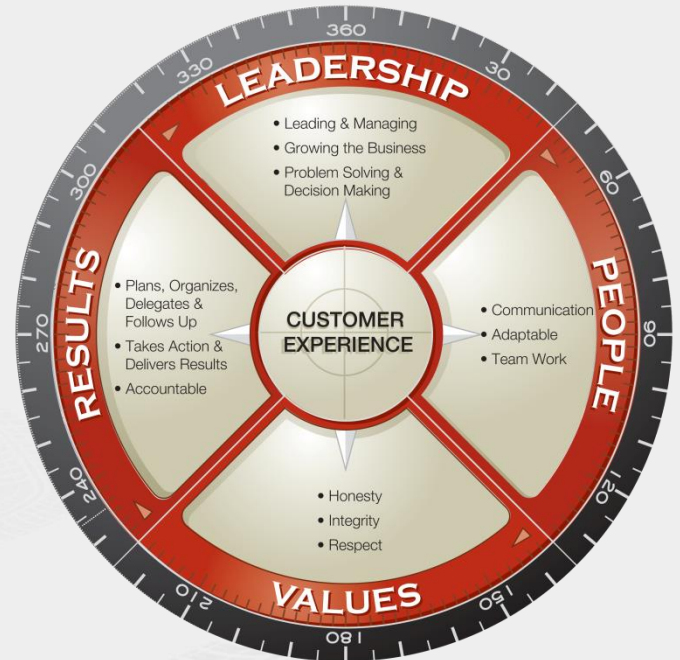 360
30
60
90
120
150
180
210
240
270
300
330
LEADERSHIP
• Leading & Managing
• Growing the Business
• Problem Solving &
Decision Making
PEOPLE
• Communication
• Adaptable
• Team Work
VALUES
• Honesty
• Integrity
• Respect
RESULTS
• Plans, Organizes,
Delegates &
Follows Up
• Takes Action &
Delivers Results
• Accountable
CUSTOMER
EXPERIENCE